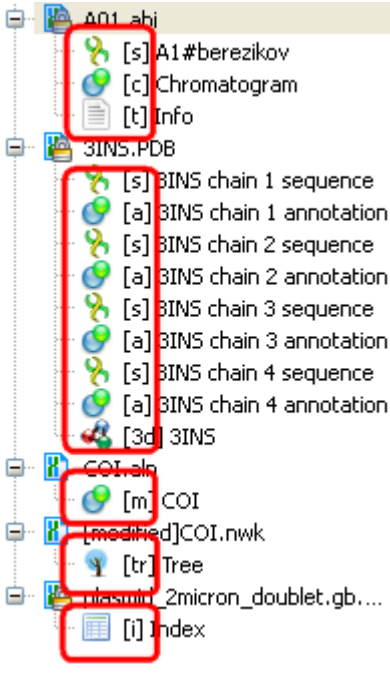 A01.abi
[s] A1#berezikov
[c] Chromatogram
[t] Info
3INS.PDB
[s] 3INS chain 1 sequence
[a] 3INS chain 1 annotation
[s] 3INS chain 2 sequence
[a] 3INS chain 2 annotation
[s] 3INS chain 3 sequence
[a] 3INS chain 3 annotation
[s] 3INS chain 4 sequence
[a] 3INS chain 4 annotation
[3d] 3INS
COI.aln
[m] COI
[modified]COI.nwk
[tr] Tree
plasmid_2micron_doublet.gb....
[i] Index